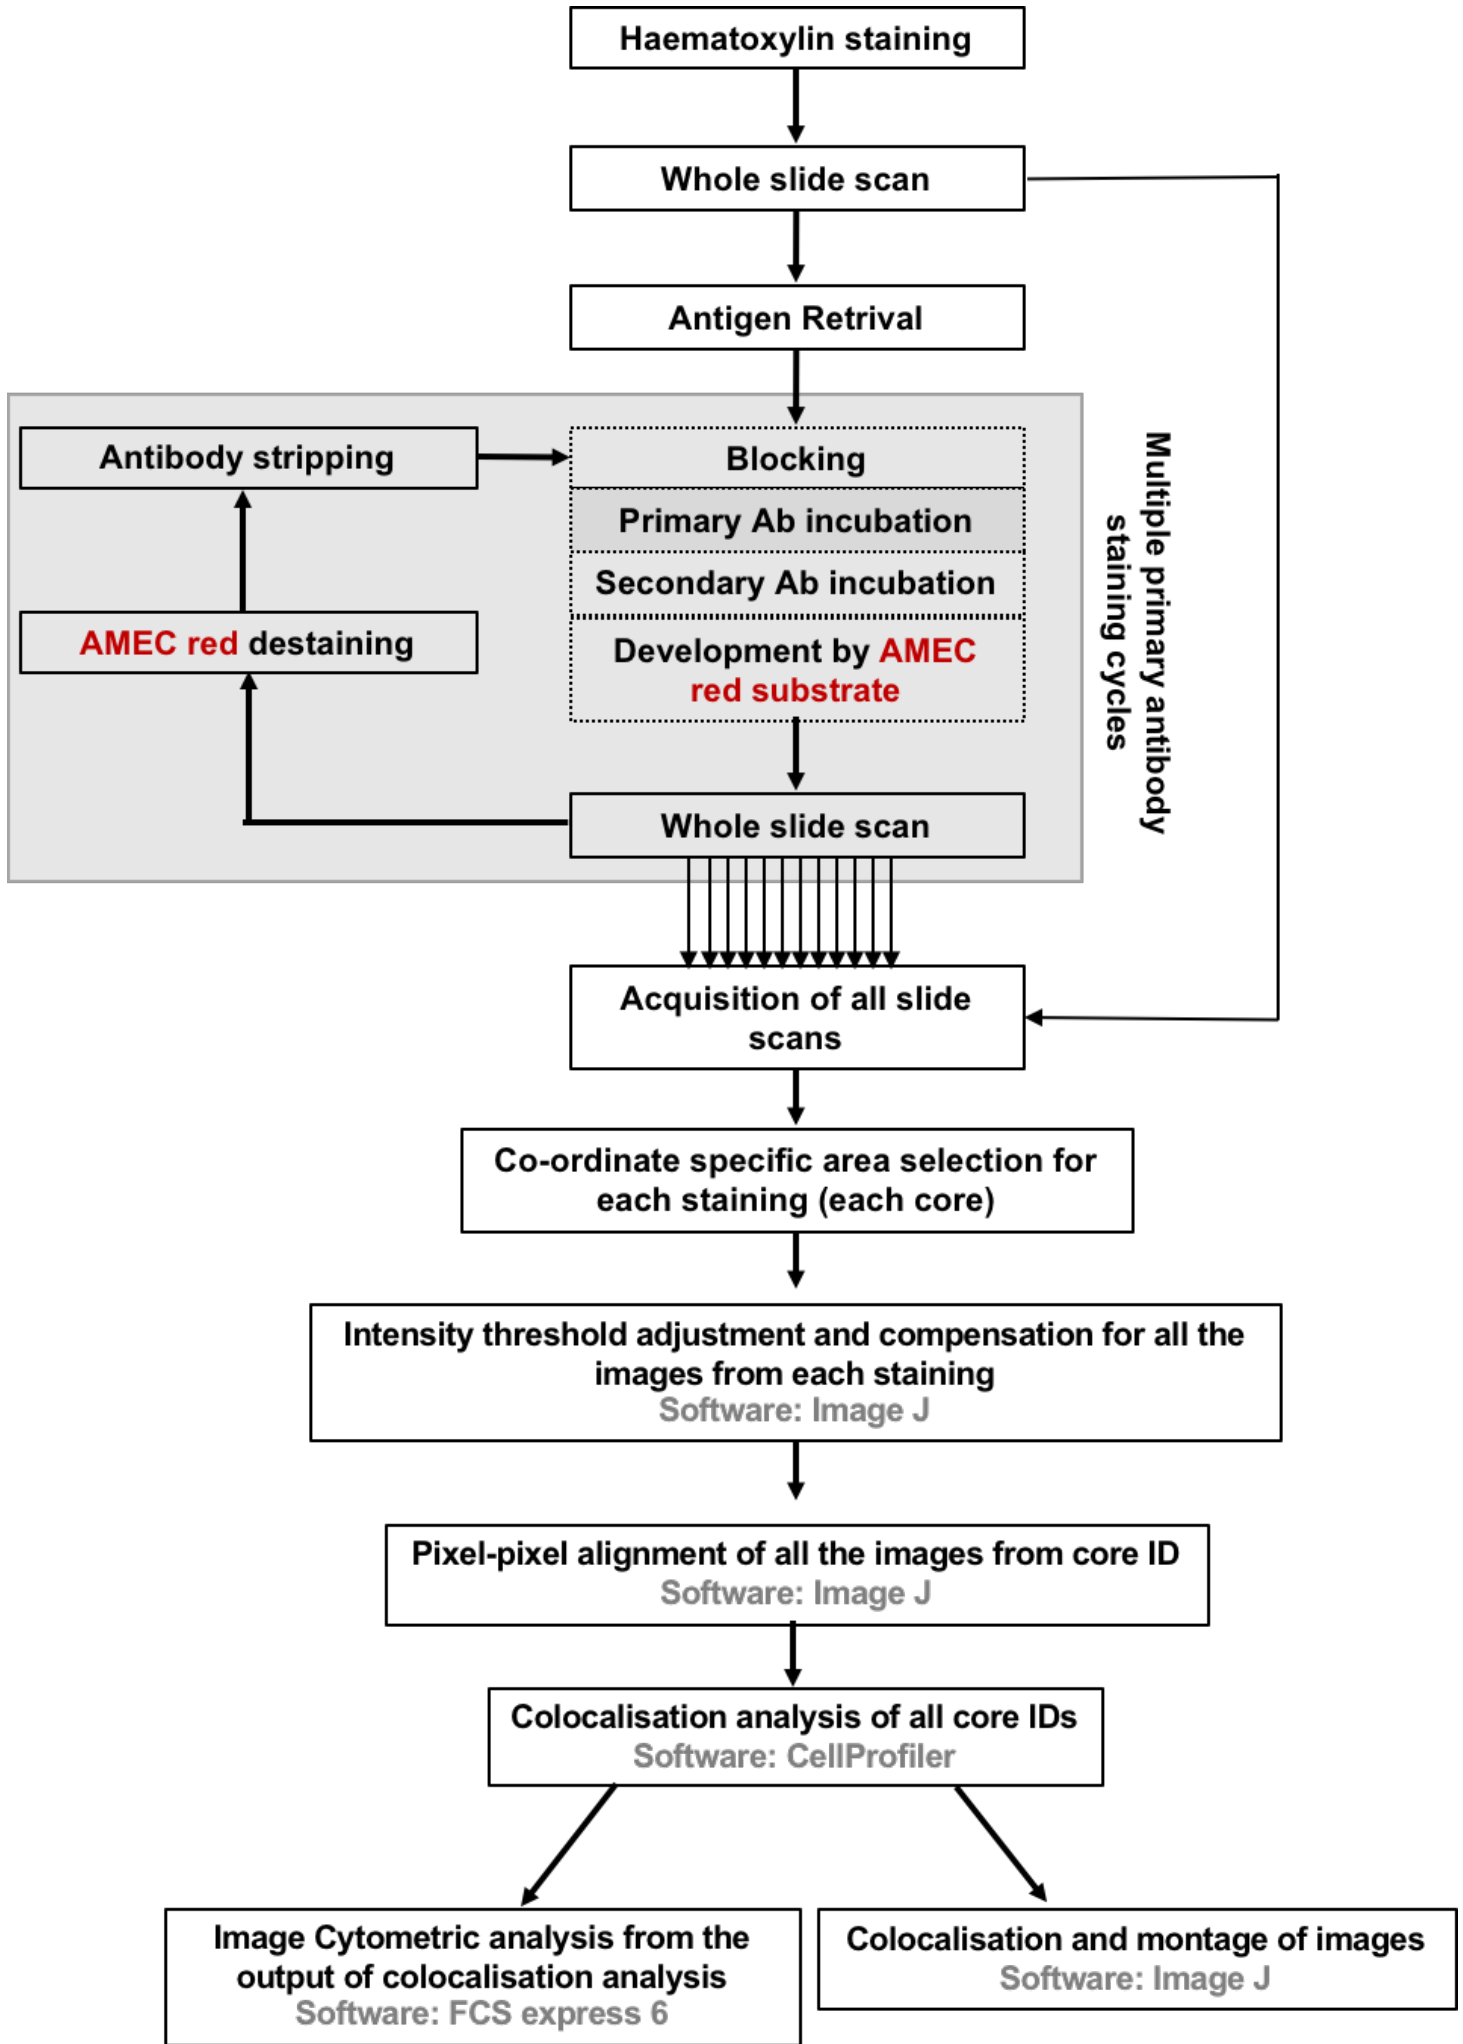 Haematoxylin staining
Whole slide scan
Antigen Retrival
Antibody stripping
Blocking
Primary Ab incubation
Secondary Ab incubation
AMEC red destaining
Development by AMEC
red substrate
Whole slide scan
Multiple primary antibody
staining cycles
Acquisition of all slide
scans
Co-ordinate specific area selection for
each staining (each core)
Intensity threshold adjustment and compensation for all the
images from each staining
Software: Image J
Pixel-pixel alignment of all the images from core ID
Software: Image J
Colocalisation analysis of all core IDs
Software: CellProfiler
Image Cytometric analysis from the
output of colocalisation analysis
Software: FCS express 6
Colocalisation and montage of images
Software: Image J